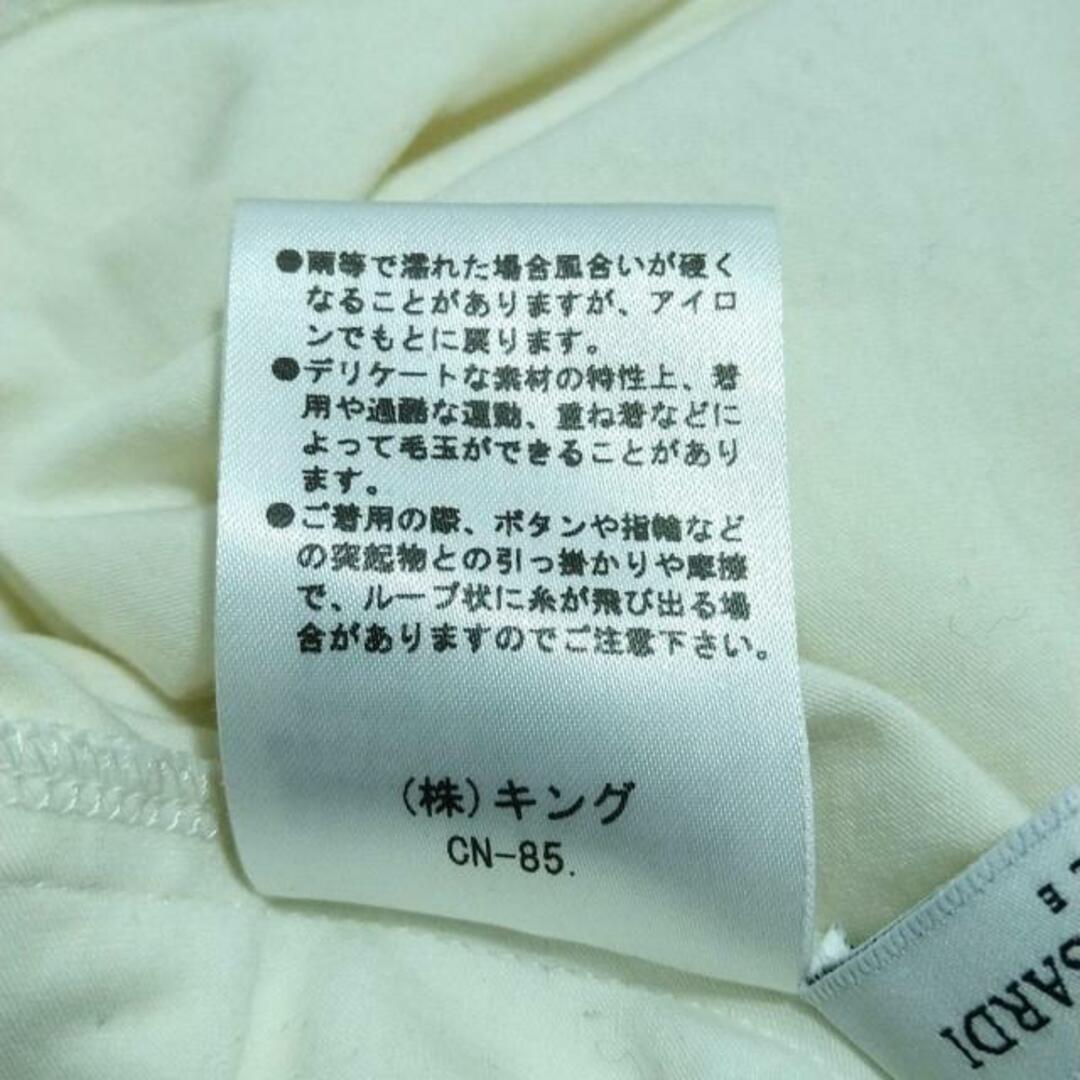 ●雨等で濡れた場合風合いが硬く
なることがありますが、アイロ
ンでもとに戻ります。
●デリケートな素材の特性上、着
用や過酷な運動、重ね着などに
よって毛玉ができることがあり
ます。
●ご着用の際、ボタンや指輪など
の突起物との引っ掛かりや摩擦
で、ループ状に糸が飛び出る場
合がありますのでご注意下さい。
(株)キング
CN-85.
SARDI